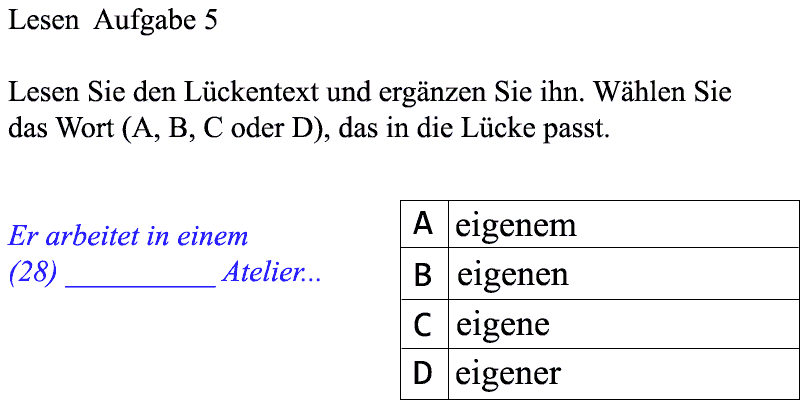 Lesen Aufgabe 5
Lesen Sie den Lückentext und ergänzen Sie ihn. Wählen Sie
das Wort (A, B, C oder D), das in die Lücke passt.
Er arbeitet in einem
(28) __________ Atelier...
A eigenem
B eigenen
C eigene
D eigener